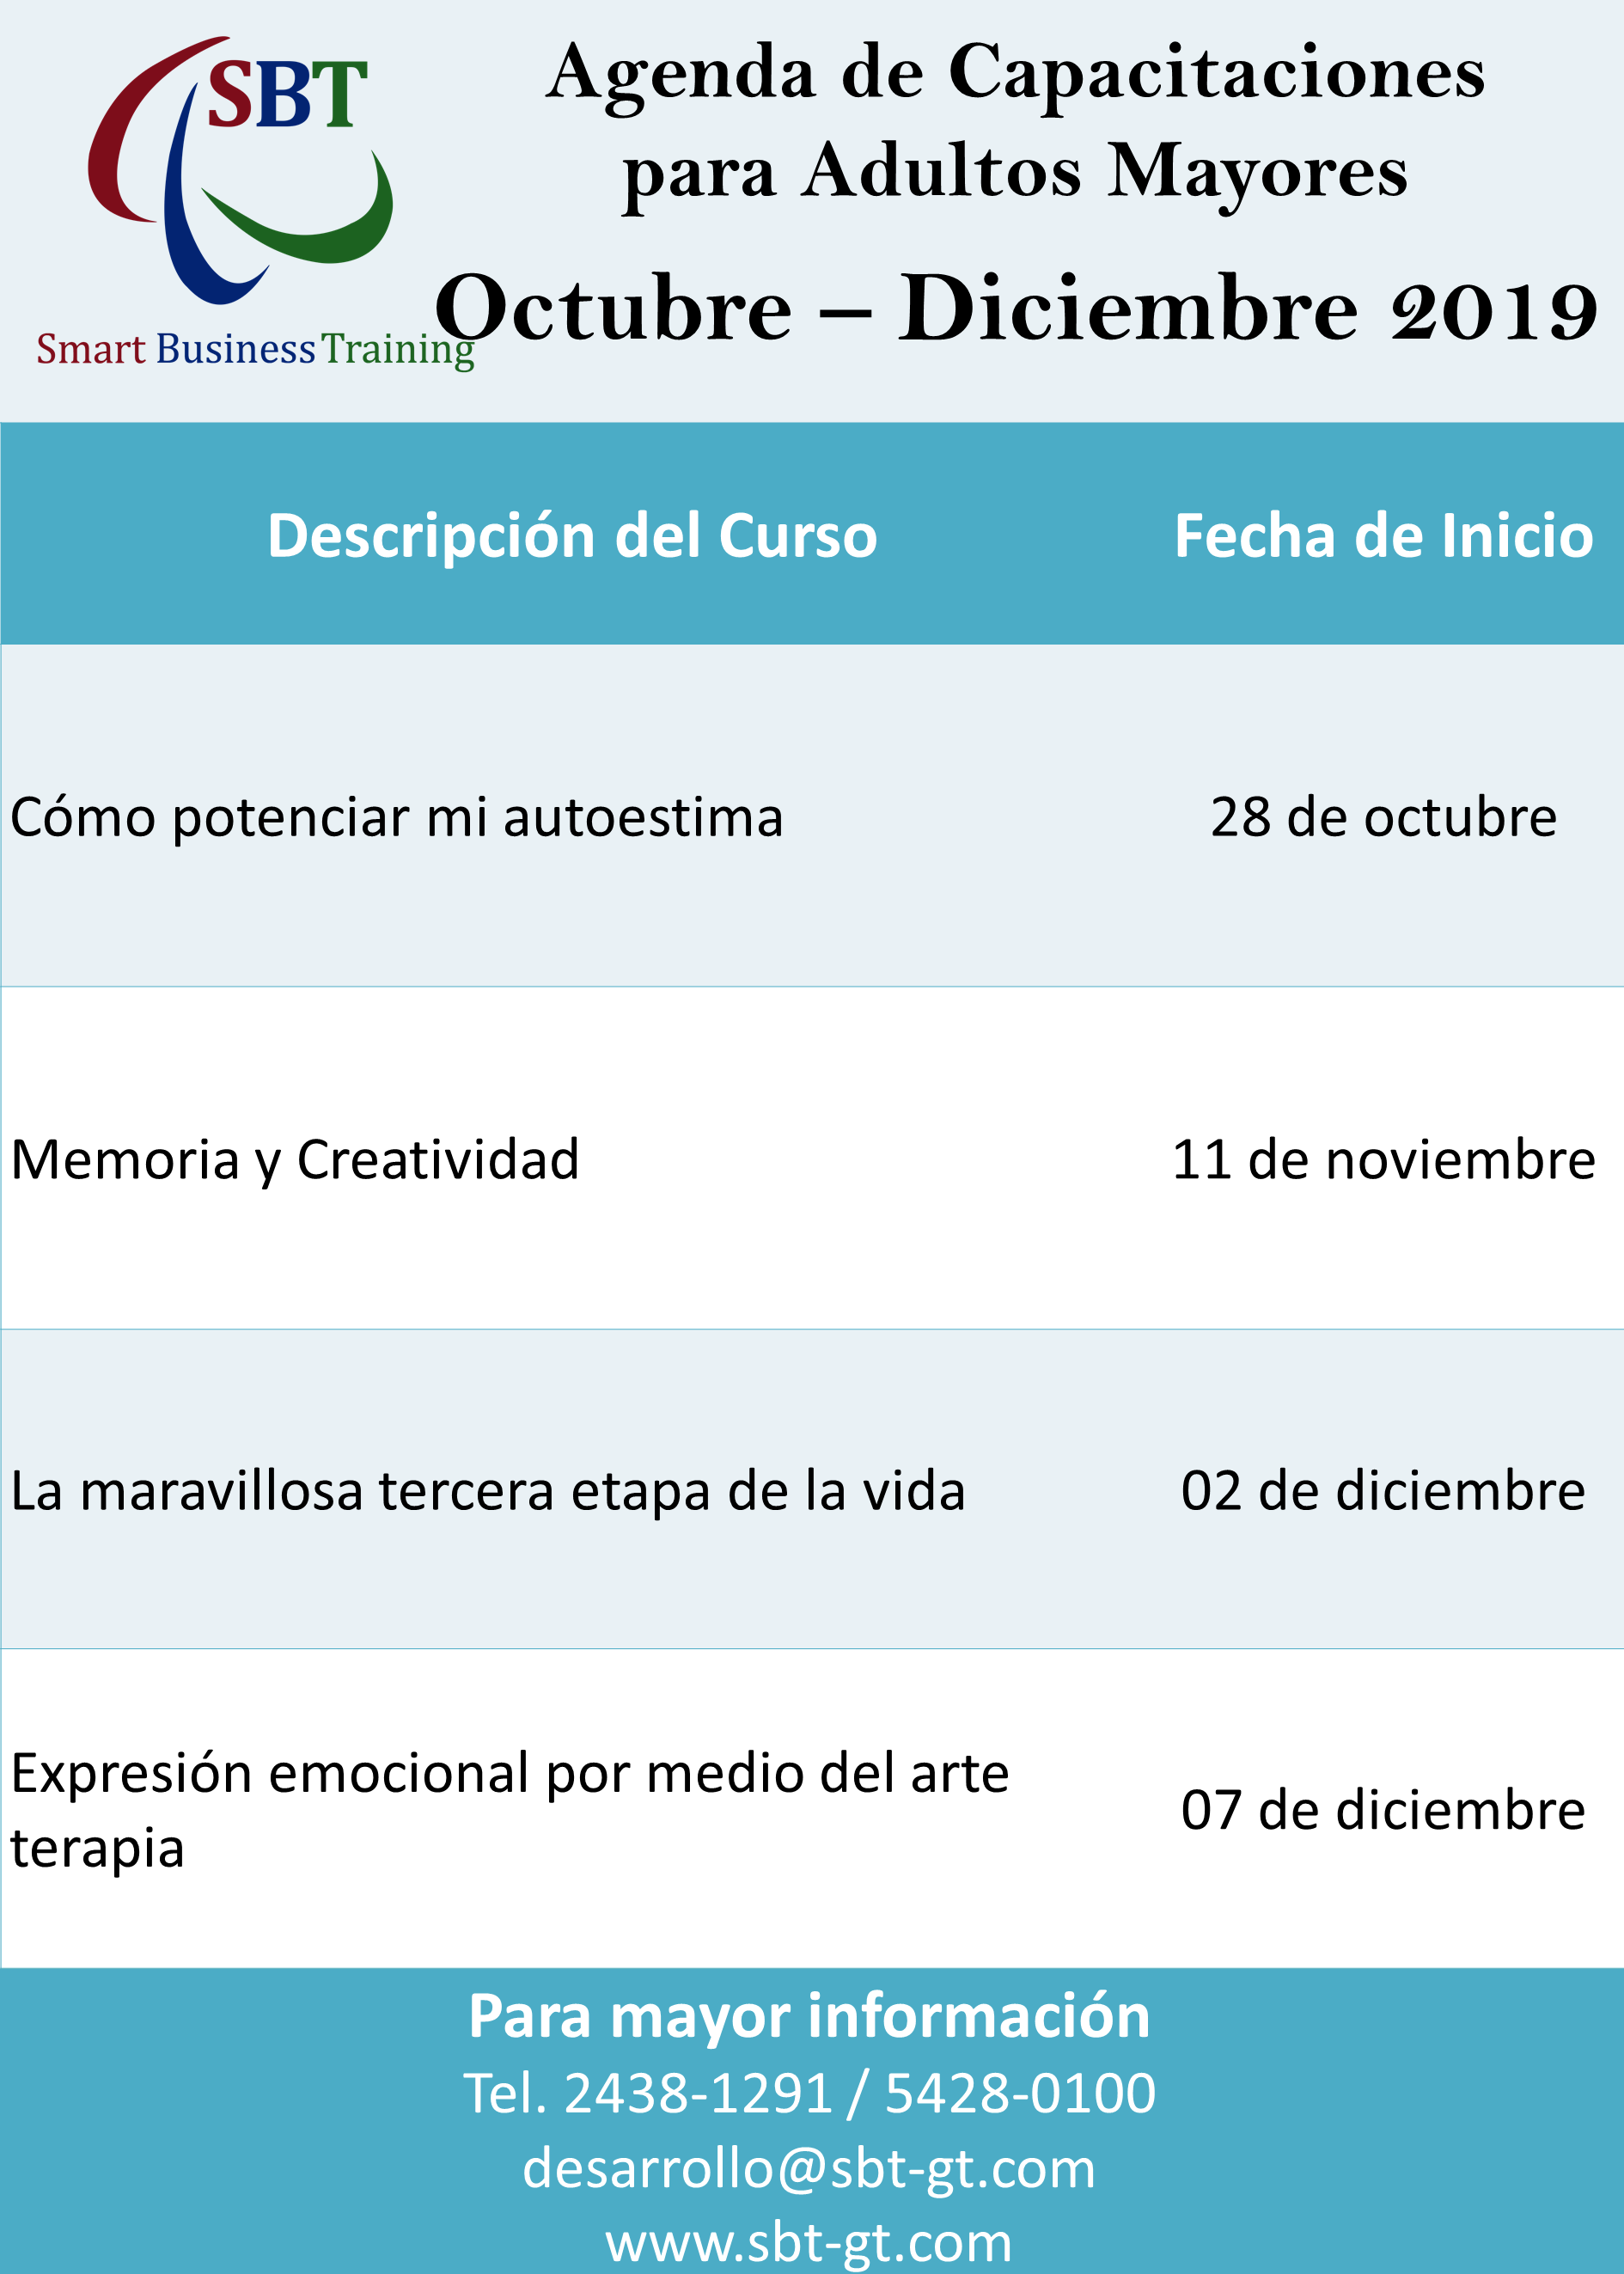 SBT
Smart Business Training
Agenda de Capacitaciones
para Adultos Mayores
Octubre – Diciembre 2019
Descripción del Curso Fecha de Inicio
Cómo potenciar mi autoestima 28 de octubre
Memoria y Creatividad 11 de noviembre
La maravillosa tercera etapa de la vida 02 de diciembre
Expresión emocional por medio del arte
terapia
07 de diciembre
Para mayor información
Tel. 2438-1291 / 5428-0100
desarrollo@sbt-gt.com
www.sbt-gt.com